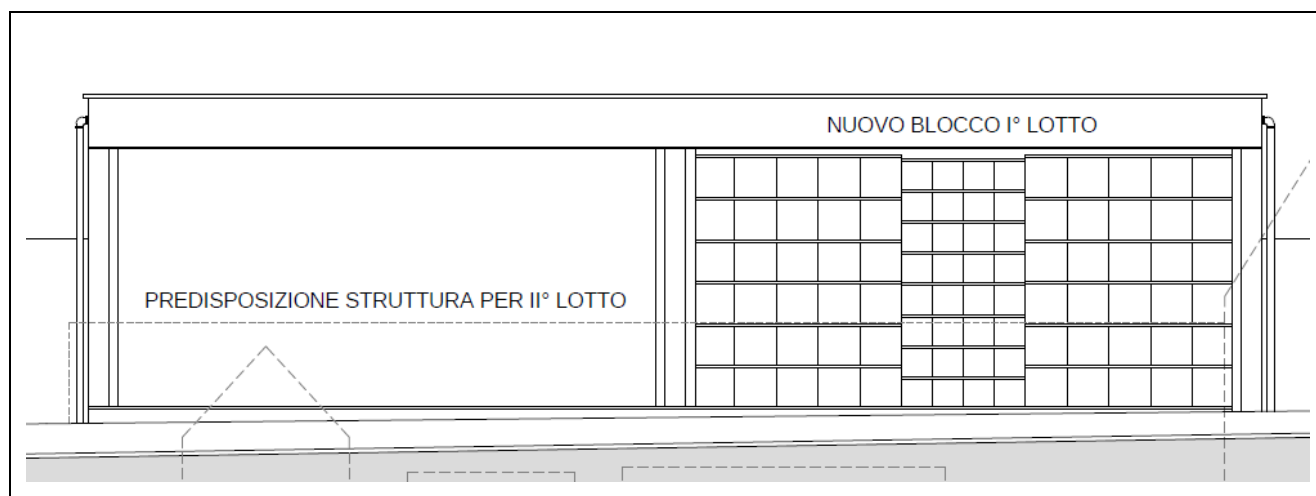 NUOVO BLOCCO I° LOTTO
PREDISPOSIZIONE STRUTTURA PER II° LOTTO